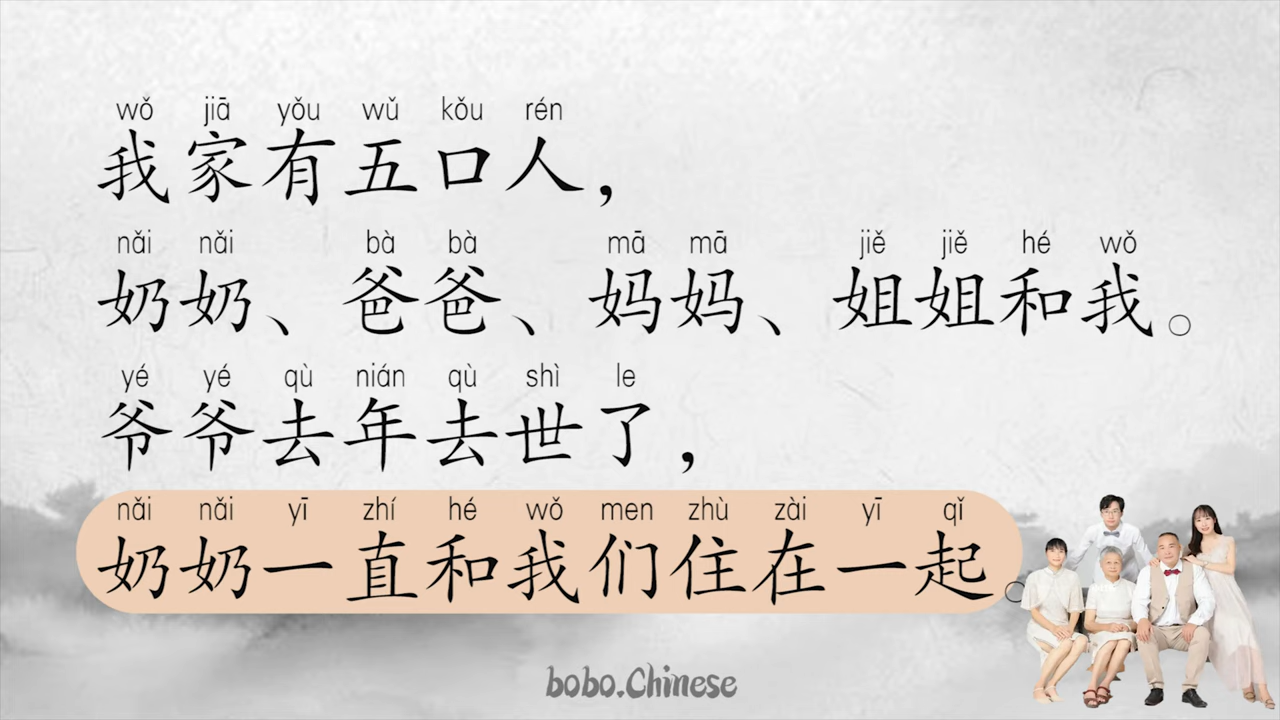 wǒ jiā yǒu wǔ kǒu rén
我家有五口人，
nǎi nǎi bà bà mā mā jiě jiě hé wǒ
奶奶、爸爸、妈妈、姐姐和我。
yé yé qù nián qù shì le
爷爷去年去世了，
nǎi nǎi yī zhí hé wǒ men zhù zài yī qǐ
奶奶一直和我们住在一起。
bobo.Chinese